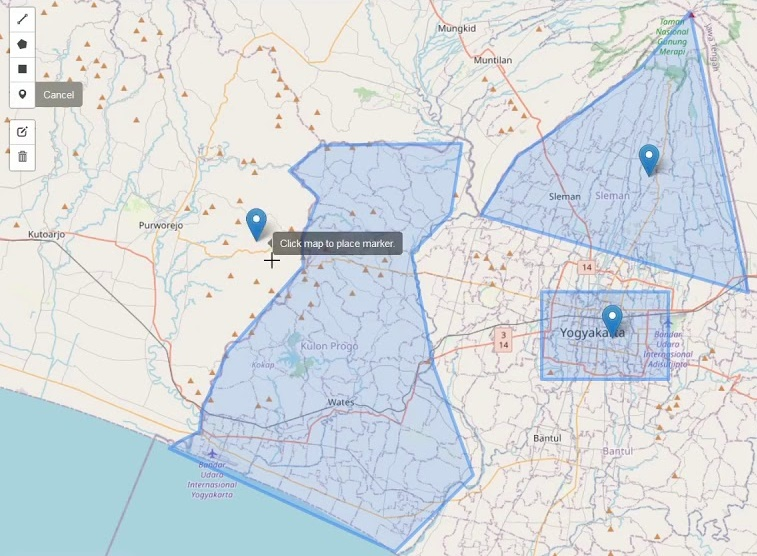 Cancel
Mungkid
Muntilan
Taman
Nasional
Gunung
Merapi
Jawa Tengah
Sleman
Sleman
Purworejo
Kutoarjo
Click map to place marker.
14
3
14
Yogyakarta
Bandar
Udara
Internasional
Adisutjipto
Kulon Progo
Kokap
Wates
Bandar
Udara
Internasional
Yogyakarta
Bantul
Bantul